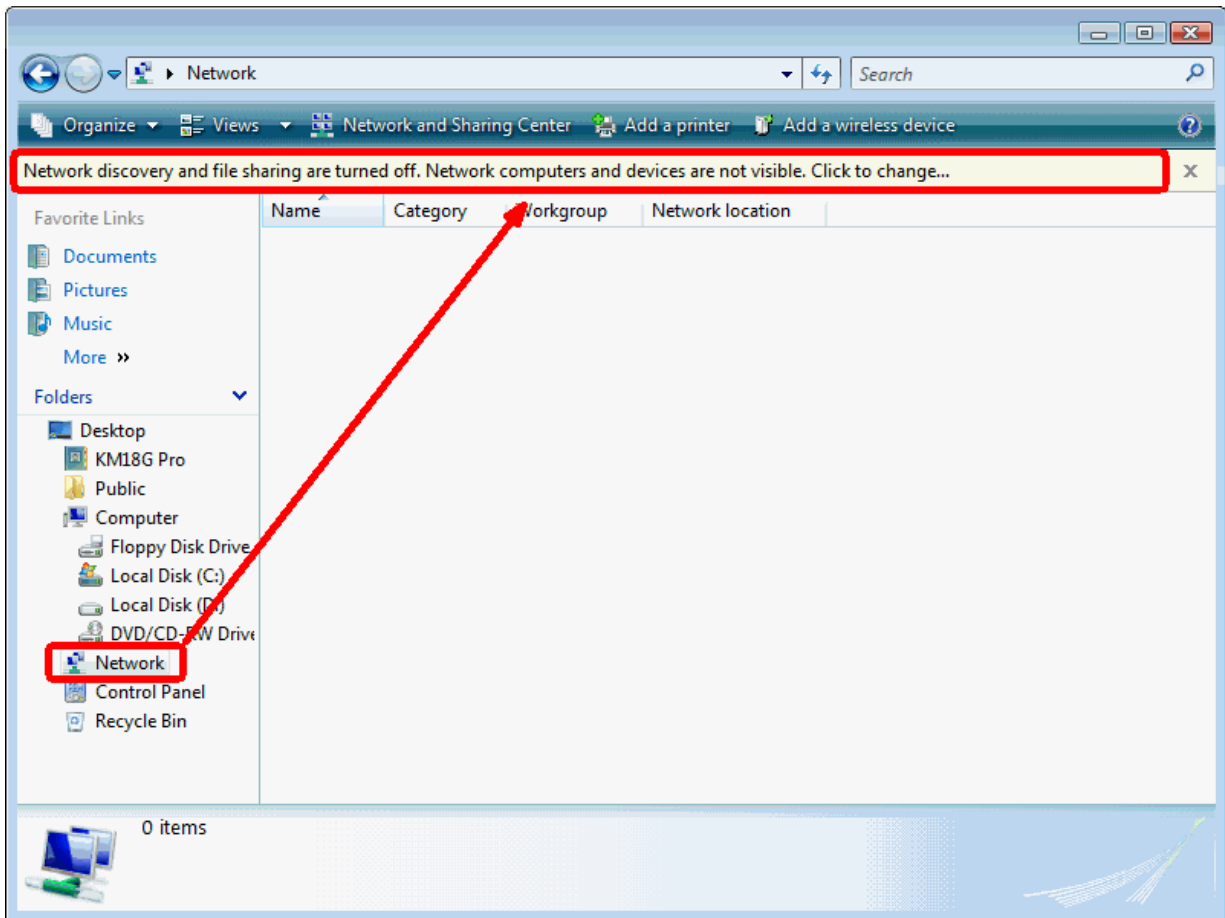 Network
Search
Organize Views Network and Sharing Center Add a printer Add a wireless device
Network discovery and file sharing are turned off. Network computers and devices are not visible. Click to change...
Favorite Links
Name Category Workgroup Network location
Documents
Pictures
Music
More »
Folders
Desktop
KM18G Pro
Public
Computer
Floppy Disk Drive
Local Disk (C:)
Local Disk (D:)
DVD/CD-RW Drive
Network
Control Panel
Recycle Bin
0 items